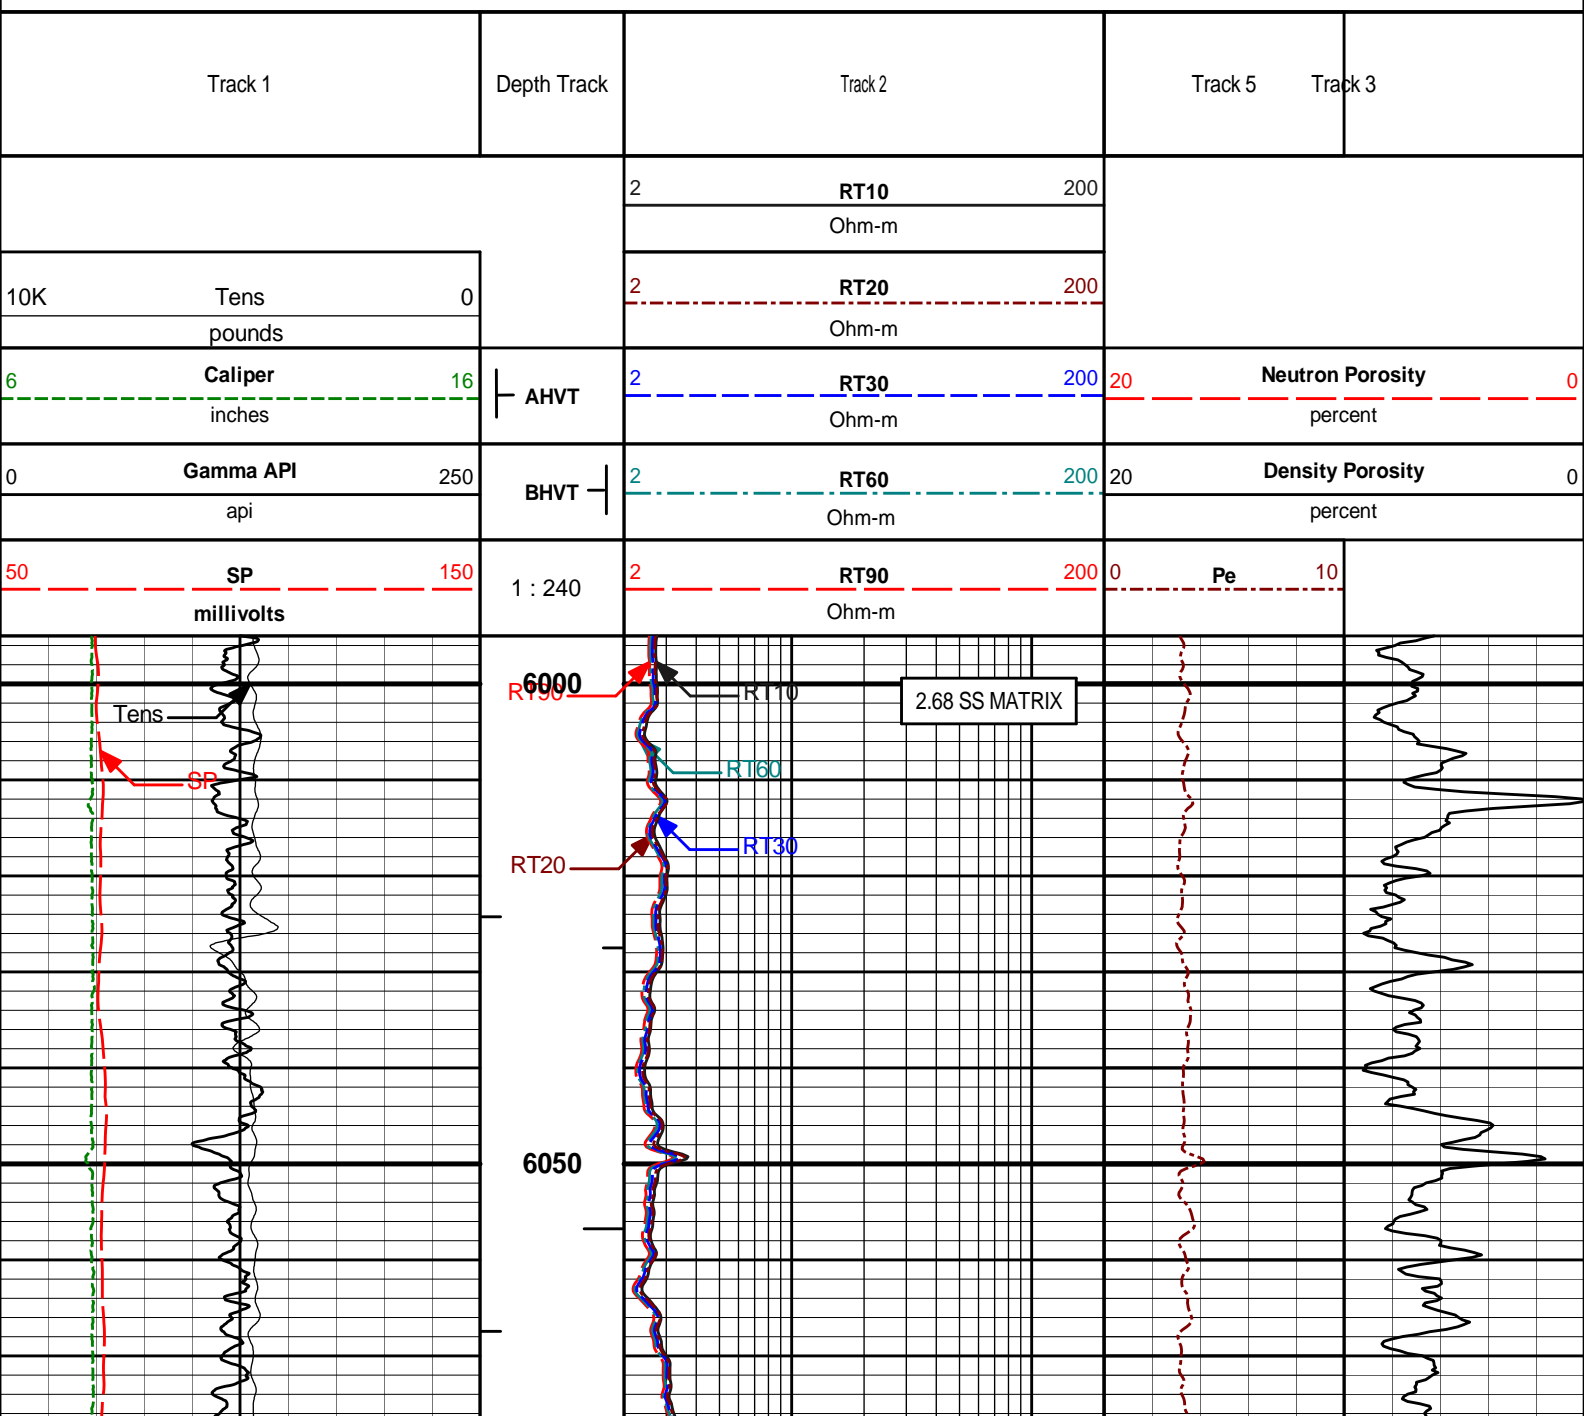 Track 1 Depth Track Track 2 Track 5 Track 3
2 RT10 200
Ohm-m
10K Tens 0
pounds
2 RT20 200
Ohm-m
6 Caliper 16
inches
AHVT
2 RT30 200
Ohm-m
20 Neutron Porosity 0
percent
0 Gamma API 250
api
BHVT
2 RT60 200
Ohm-m
20 Density Porosity 0
percent
50 SP 150
millivolts
1 : 240
2 RT90 200
Ohm-m
0 Pe 10
RT90
6000
RT10
2.68 SS MATRIX
Tens
SP
RT60
RT30
RT20
6050